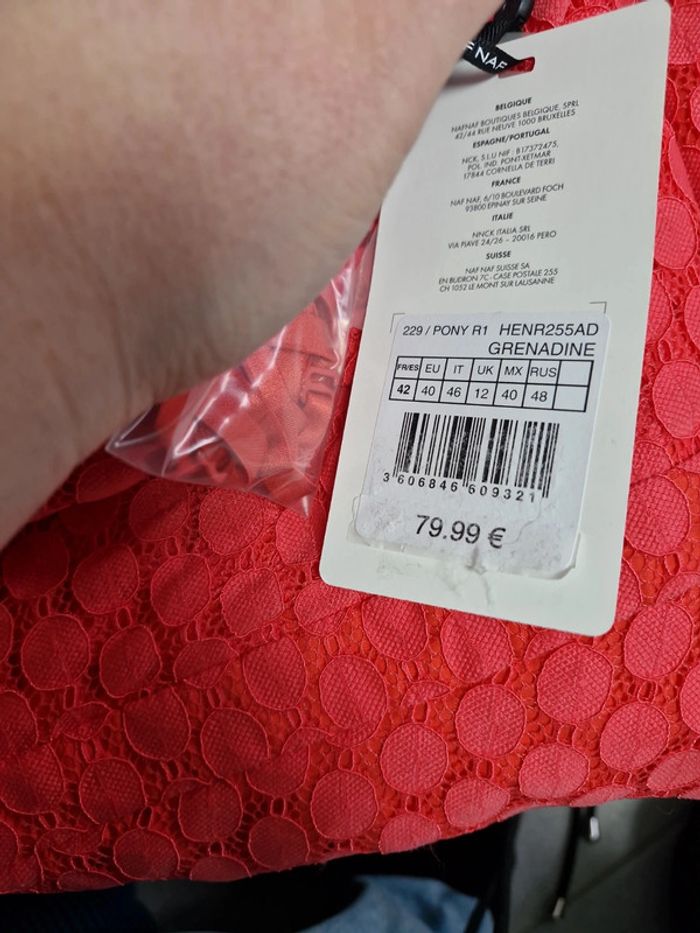 F NAF
BELGIQUE
NAFNAF BOUTIQUES BELGIQUE, SPRL
42/44 RUE NEUVE 1000 BRUXELLES
ESPAGNE/PORTUGAL
NCK, S.L.U NIF : B17372475,
POL. IND. PONT-XETMAR
17844 CORNELLA DE TERRI
FRANCE
NAF NAF, 6/10 BOULEVARD FOCH
93800 EPINAY SUR SEINE
ITALIE
NNCK ITALIA SRL
VIA PIAVE 24/26 – 20016 PERO
SUISSE
NAF NAF SUISSE SA
EN BUDRON 7C - CASE POSTALE 255
CH 1052 LE MONT SUR LAUSANNE
229 / PONY R1 HENR255AD
GRENADINE
FR/ES EU IT UK MX RUS
42 40 46 12 40 48
3 606846 609321
79.99 €